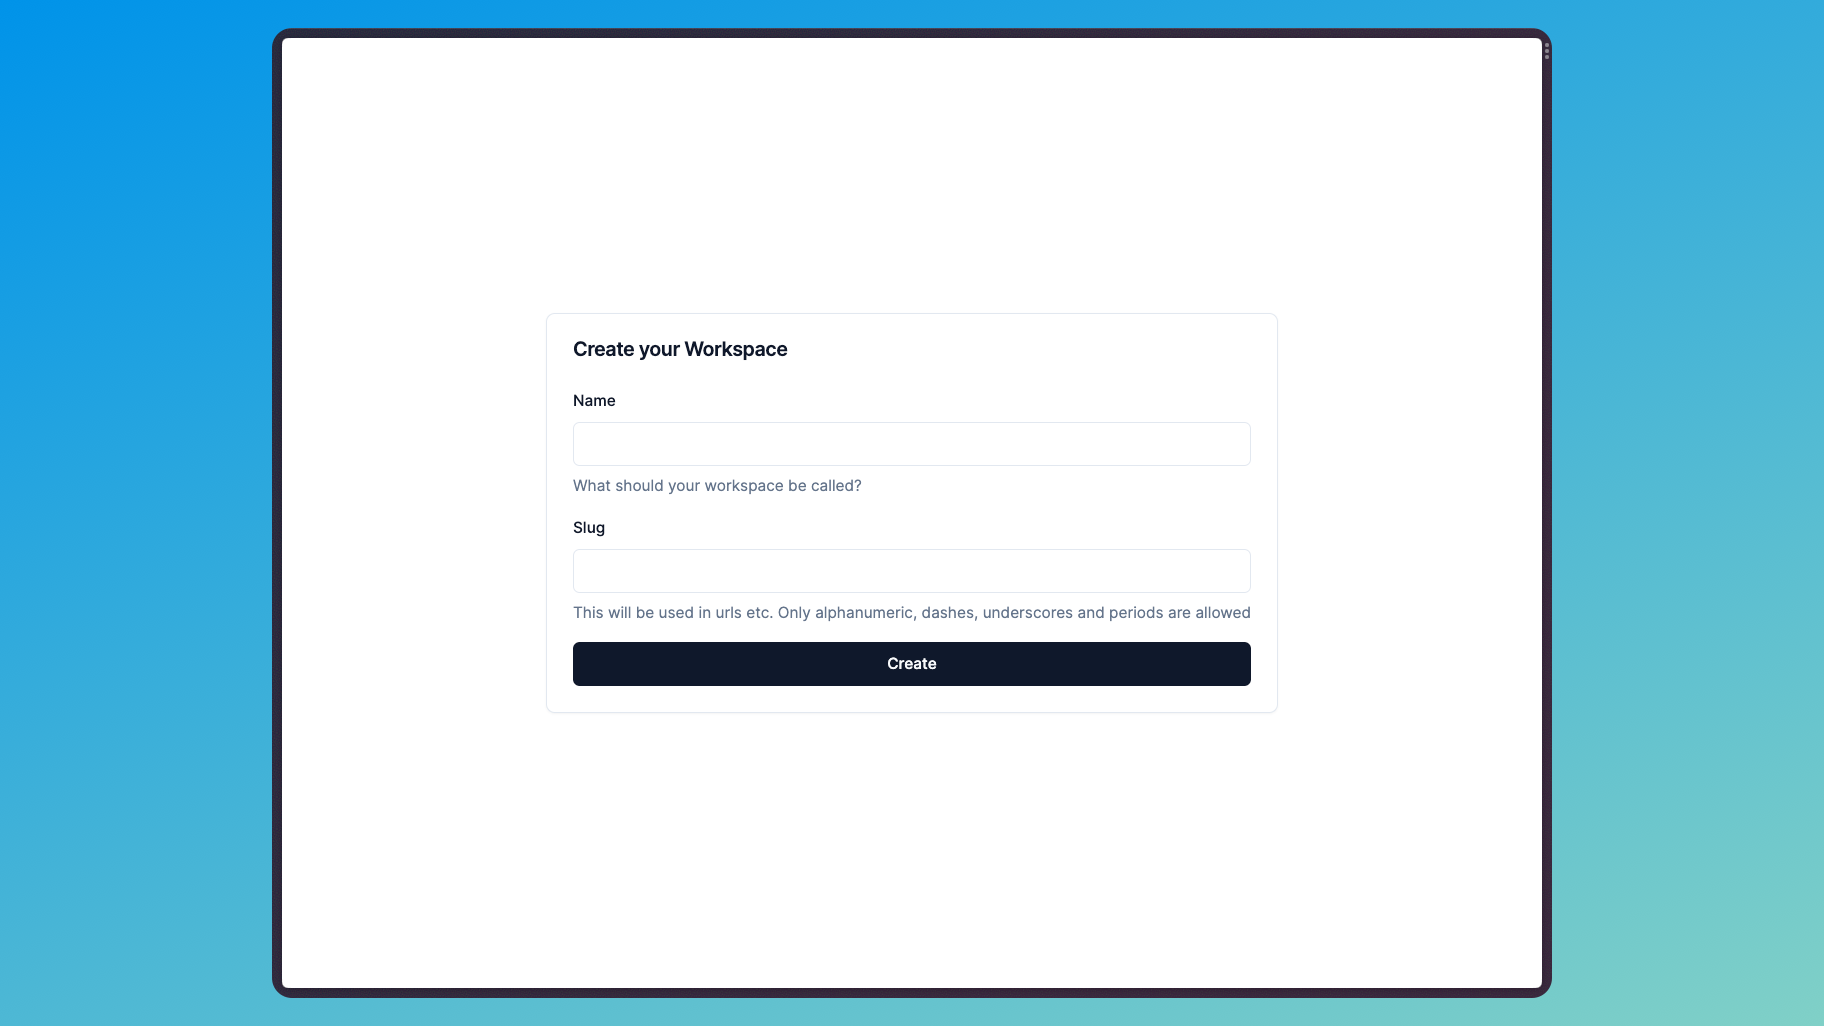 Create your Workspace
Name
What should your workspace be called?
Slug
This will be used in urls etc. Only alphanumeric, dashes, underscores and periods are allowed
Create